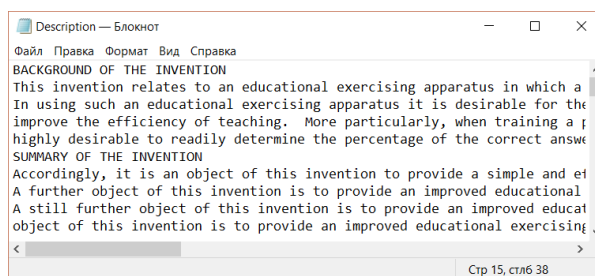 Description — Блокнот
Файл Правка Формат Вид Справка
BACKGROUND OF THE INVENTION
This invention relates to an educational exercising apparatus in which a
In using such an educational exercising apparatus it is desirable for the
improve the efficiency of teaching.  More particularly, when training a
highly desirable to readily determine the percentage of the correct
SUMMARY OF THE INVENTION
Accordingly, it is an object of this invention to provide a simple and
A further object of this invention is to provide an improved educational
A still further object of this invention is to provide an improved
object of this invention is to provide an improved educational
Стр 15, стлб 38